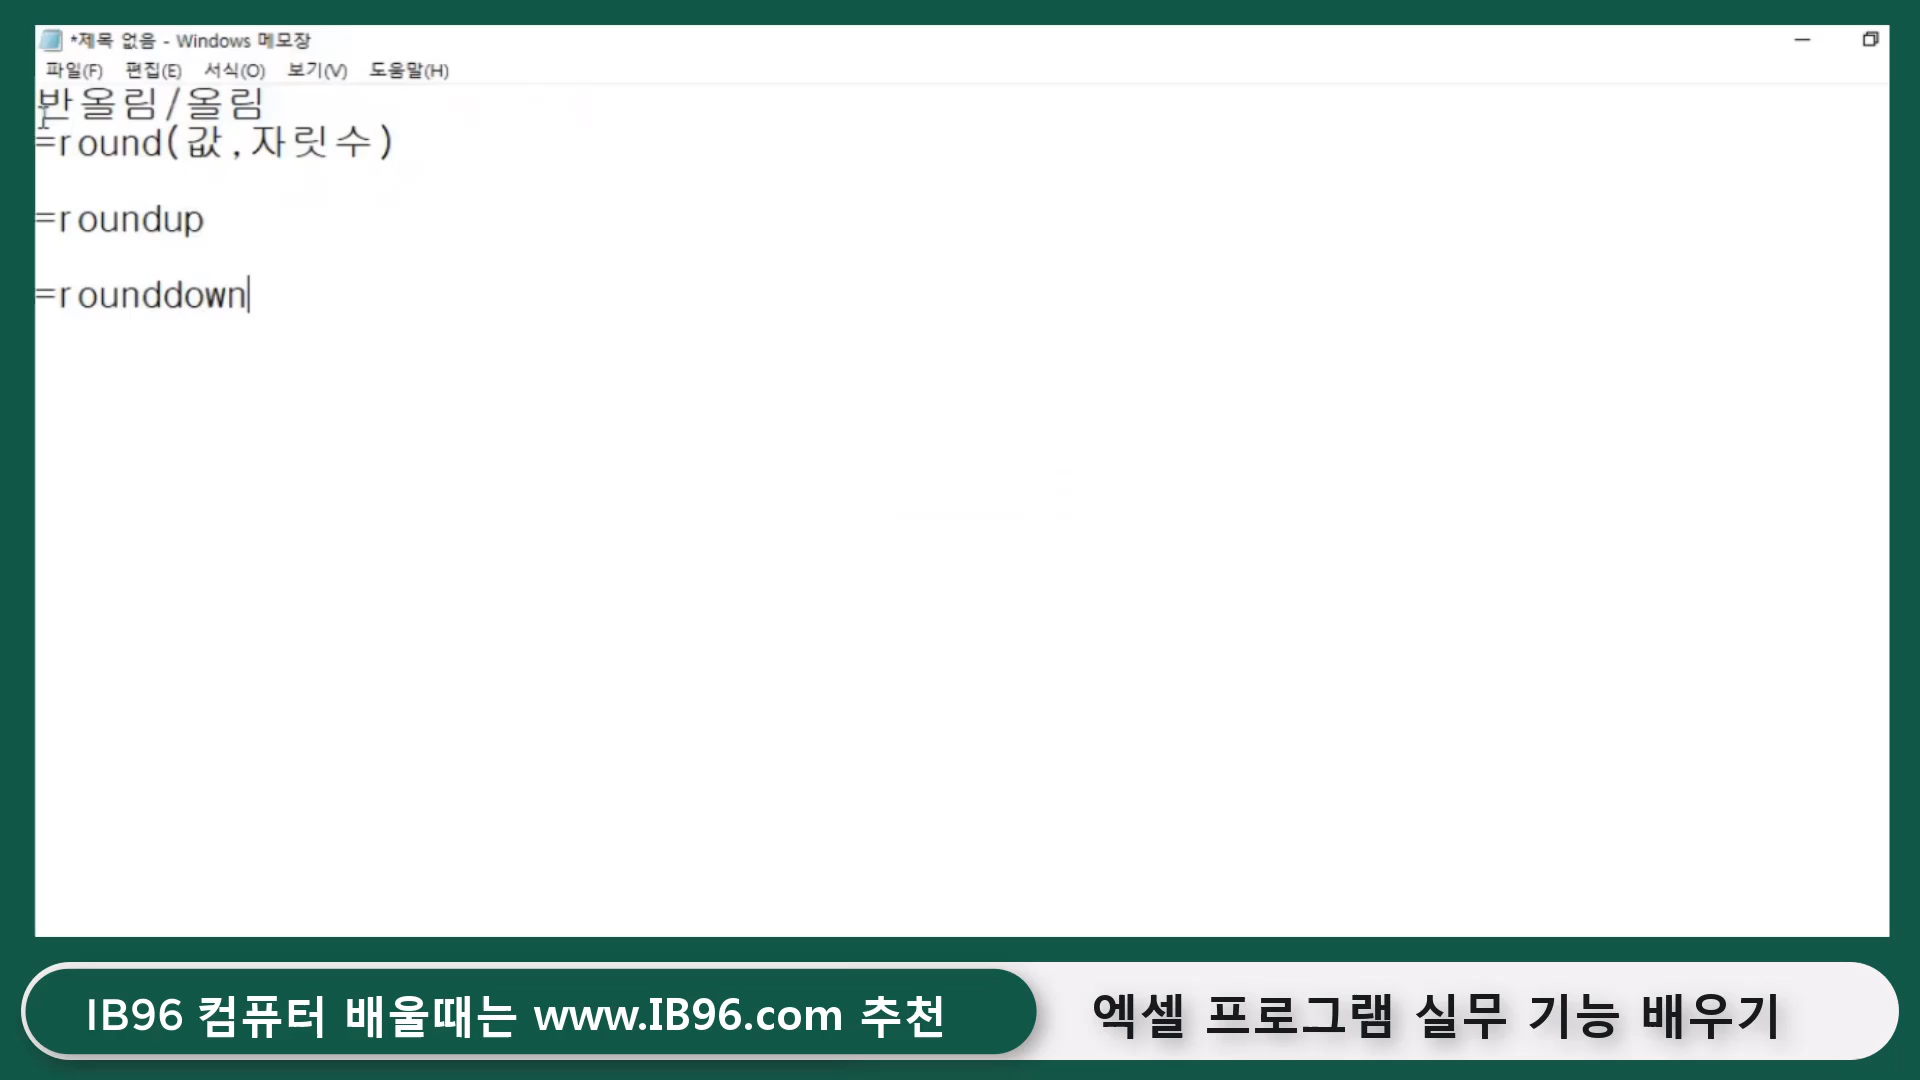 *제목 없음 - Windows 메모장
파일(F) 편집(E) 서식(O) 보기(V) 도움말(H)
반올림/올림
=round(값,자릿수)
=roundup
=rounddown
IB96 컴퓨터 배울때는 www.IB96.com 추천
엑셀 프로그램 실무 기능 배우기